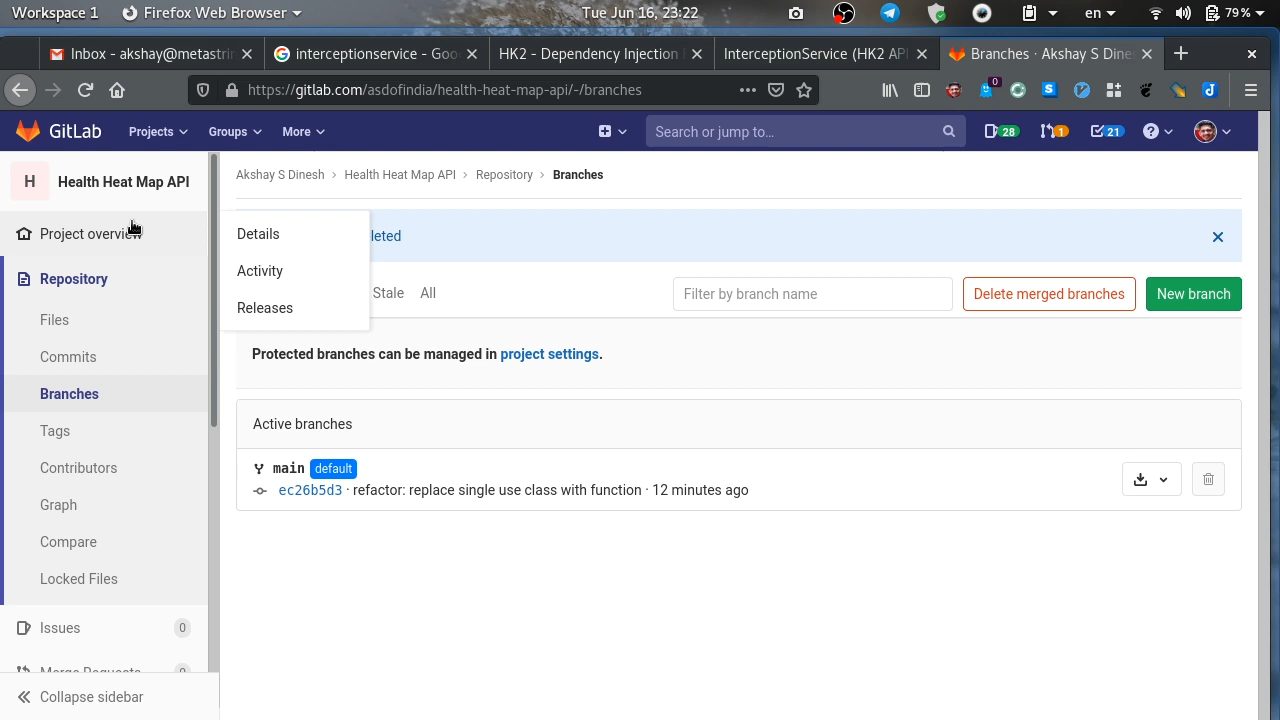 Workspace 1
Firefox Web Browser
Tue Jun 16, 23:22
en
79%
Inbox - akshay@metastrin
interceptionservice - Goo
HK2 - Dependency Injection
InterceptionService (HK2 API
Branches · Akshay S Dine
https://gitlab.com/asdofindia/health-heat-map-api/-/branches
0
GitLab
Projects
Groups
More
Search or jump to…
28
1
21
H
Health Heat Map API
Akshay S Dinesh > Health Heat Map API > Repository > Branches
Project overview
Details
leted
Activity
Releases
Repository
Files
Commits
Branches
Tags
Contributors
Graph
Compare
Locked Files
Issues
0
Merge Requests
Collapse sidebar
Stale
All
Filter by branch name
Delete merged branches
New branch
Protected branches can be managed in project settings.
Active branches
main default
ec26b5d3 · refactor: replace single use class with function · 12 minutes ago